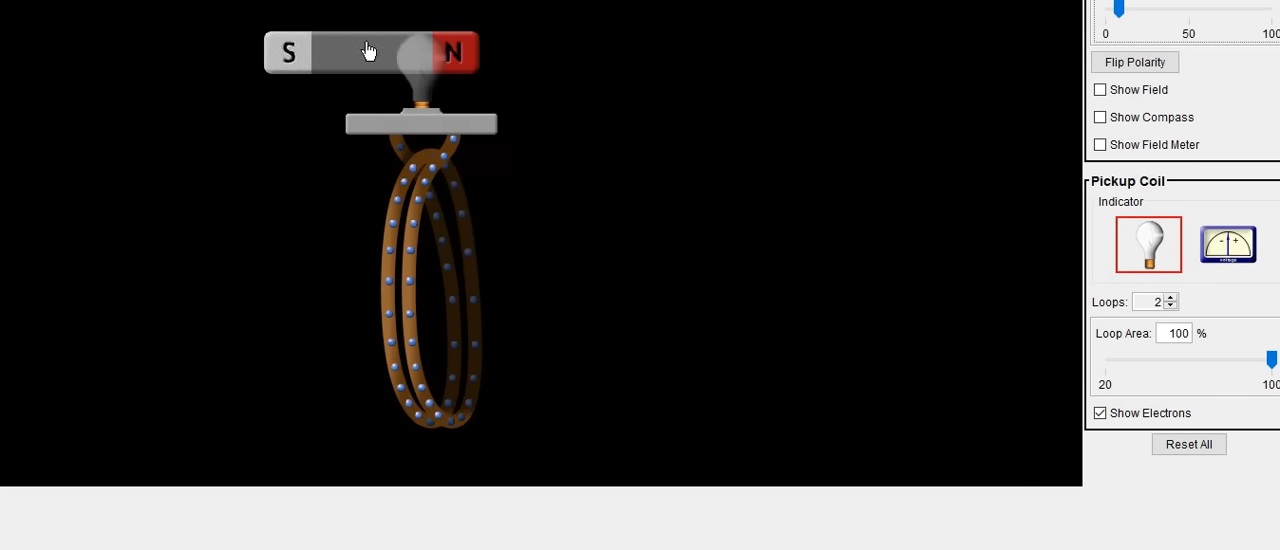 S N
0 50 100
Flip Polarity
Show Field
Show Compass
Show Field Meter
Pickup Coil
Indicator
- +
voltage
Loops: 2
Loop Area: 100 %
20 100
Show Electrons
Reset All